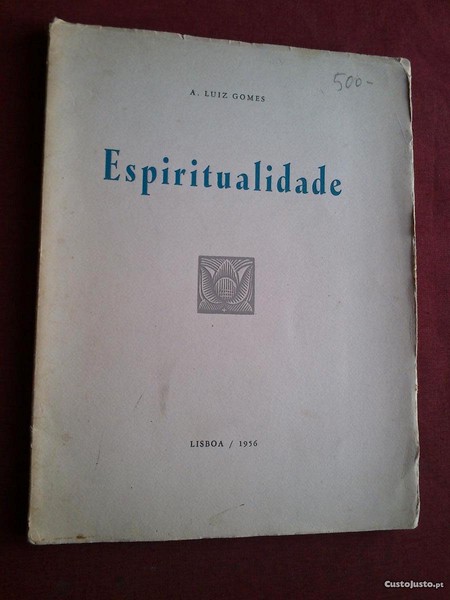 A. LUIZ GOMES
500-
Espiritualidade
LISBOA / 1956
CustoJusto.pt